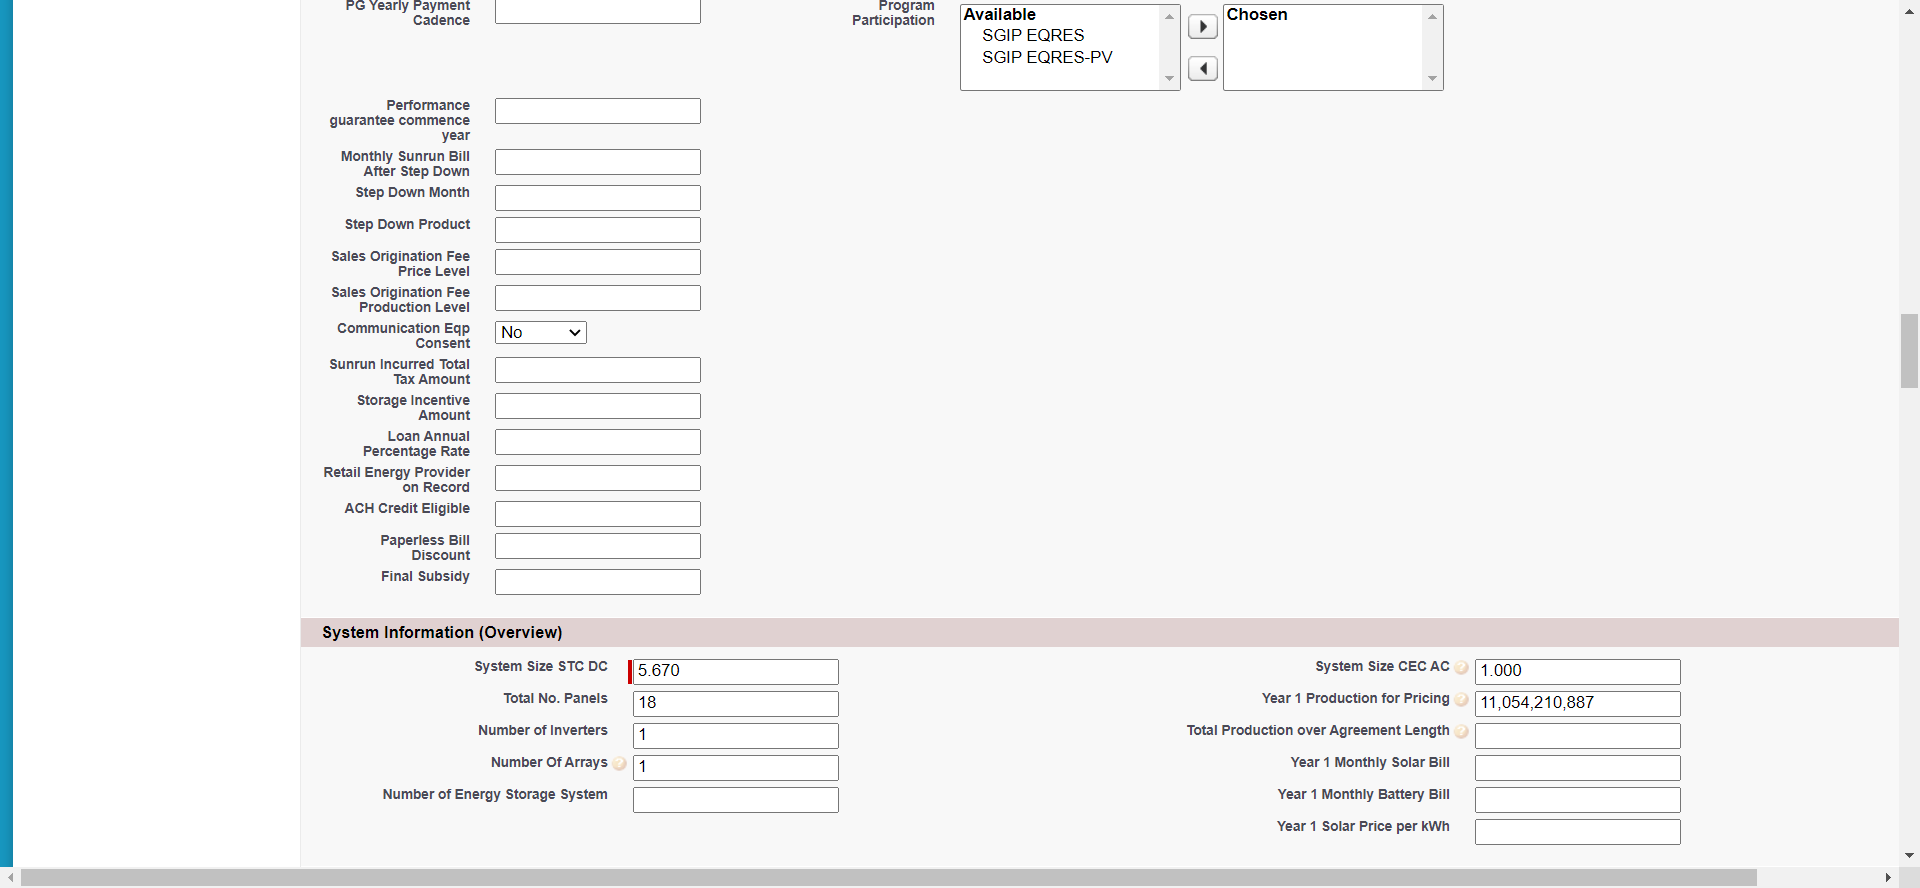 PG Yearly Payment
Cadence
Program
Participation
Available
SGIP EQRES
SGIP EQRES-PV
Chosen
Performance
guarantee commence
year
Monthly Sunrun Bill
After Step Down
Step Down Month
Step Down Product
Sales Origination Fee
Price Level
Sales Origination Fee
Production Level
Communication Eqp
Consent
No
Sunrun Incurred Total
Tax Amount
Storage Incentive
Amount
Loan Annual
Percentage Rate
Retail Energy Provider
on Record
ACH Credit Eligible
Paperless Bill
Discount
Final Subsidy
System Information (Overview)
System Size STC DC 5.670
System Size CEC AC ? 1.000
Total No. Panels 18
Year 1 Production for Pricing ? 11,054,210,887
Number of Inverters 1
Total Production over Agreement Length ?
Number Of Arrays ? 1
Year 1 Monthly Solar Bill
Number of Energy Storage System
Year 1 Monthly Battery Bill
Year 1 Solar Price per kWh